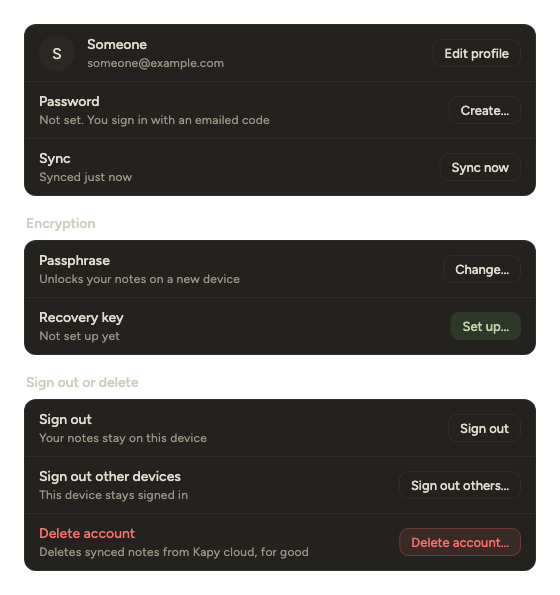 S
Someone
someone@example.com
Edit profile
Password
Not set. You sign in with an emailed code
Create...
Sync
Synced just now
Sync now
Encryption
Passphrase
Unlocks your notes on a new device
Change...
Recovery key
Not set up yet
Set up...
Sign out or delete
Sign out
Your notes stay on this device
Sign out
Sign out other devices
This device stays signed in
Sign out others...
Delete account
Deletes synced notes from Kapy cloud, for good
Delete account...